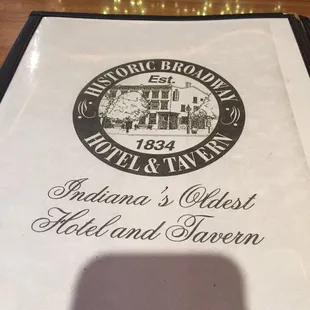 HISTORIC BROADWAY
Est.
1834
HOTEL & TAVERN
Indiana's Oldest
Hotel and Tavern